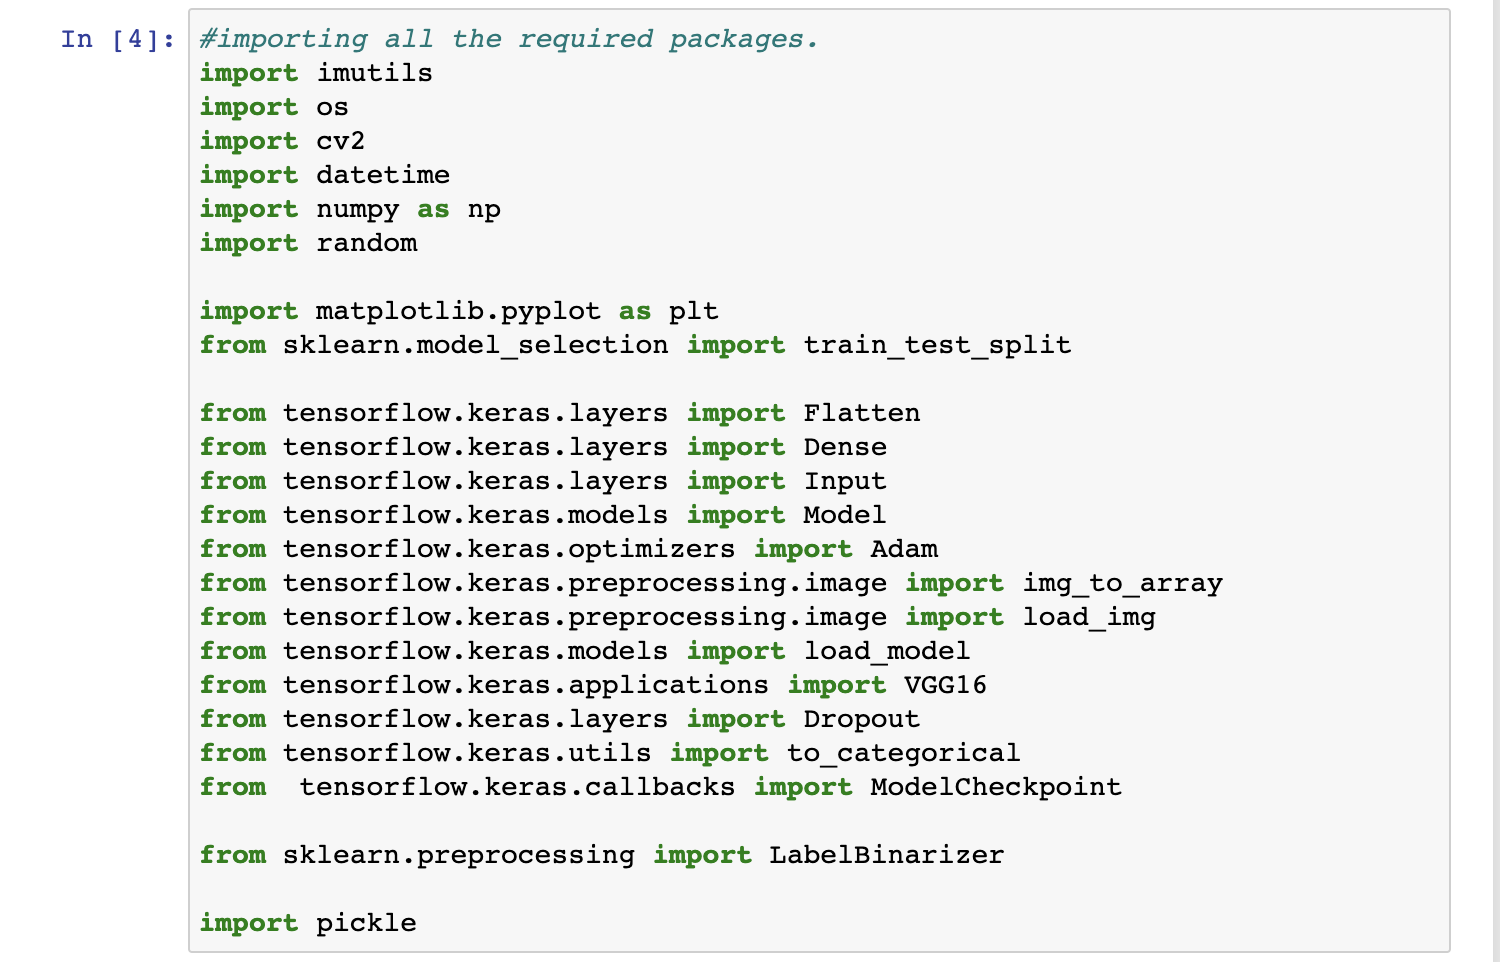 In [4]: #importing all the required packages.
import imutils
import os
import cv2
import datetime
import numpy as np
import random
import matplotlib.pyplot as plt
from sklearn.model_selection import train_test_split
from tensorflow.keras.layers import Flatten
from tensorflow.keras.layers import Dense
from tensorflow.keras.layers import Input
from tensorflow.keras.models import Model
from tensorflow.keras.optimizers import Adam
from tensorflow.keras.preprocessing.image import img_to_array
from tensorflow.keras.preprocessing.image import load_img
from tensorflow.keras.models import load_model
from tensorflow.keras.applications import VGG16
from tensorflow.keras.layers import Dropout
from tensorflow.keras.utils import to_categorical
from  tensorflow.keras.callbacks import ModelCheckpoint
from sklearn.preprocessing import LabelBinarizer
import pickle